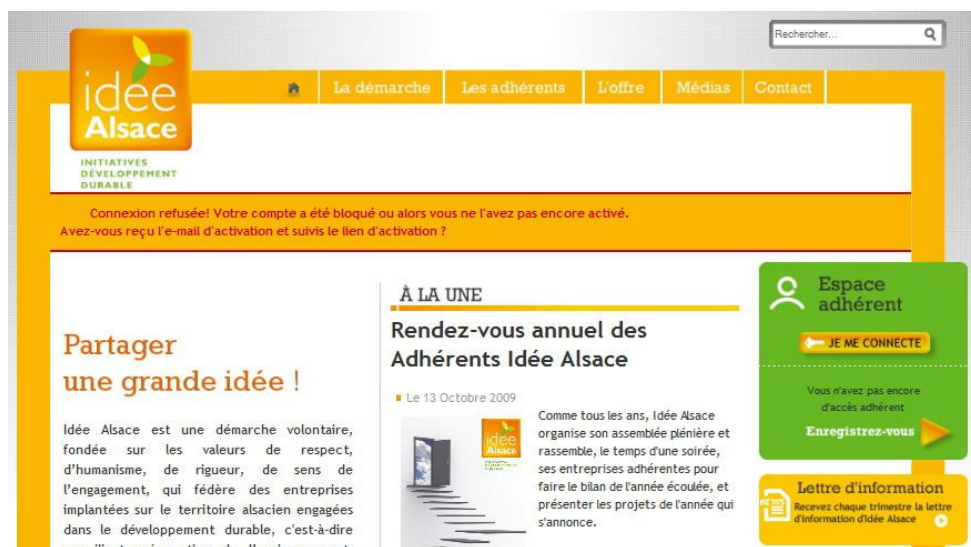 Rechercher...
idée
Alsace
INITIATIVES
DÉVELOPPEMENT
DURABLE
La démarche
Les adhérents
L'offre
Médias
Contact
Connexion refusée! Votre compte a été bloqué ou alors vous ne l'avez pas encore activé.
Avez-vous reçu l'e-mail d'activation et suivis le lien d'activation ?
Partager
une grande idée !
Idée Alsace est une démarche volontaire,
fondée sur les valeurs de respect,
d'humanisme, de rigueur, de sens de
l'engagement, qui fédère des entreprises
implantées sur le territoire alsacien engagées
dans le développement durable, c'est-à-dire
À LA UNE
Rendez-vous annuel des
Adhérents Idée Alsace
Le 13 Octobre 2009
idée
Alsace
Comme tous les ans, Idée Alsace
organise son assemblée plénière et
rassemble, le temps d'une soirée,
ses entreprises adhérentes pour
faire le bilan de l'année écoulée, et
présenter les projets de l'année qui
s'annonce.
Espace
adhérent
JE ME CONNECTE
Vous n'avez pas encore
d'accès adhérent
Enregistrez-vous
NEWS
Lettre d'information
Recevez chaque trimestre la lettre
d'information d'Idée Alsace